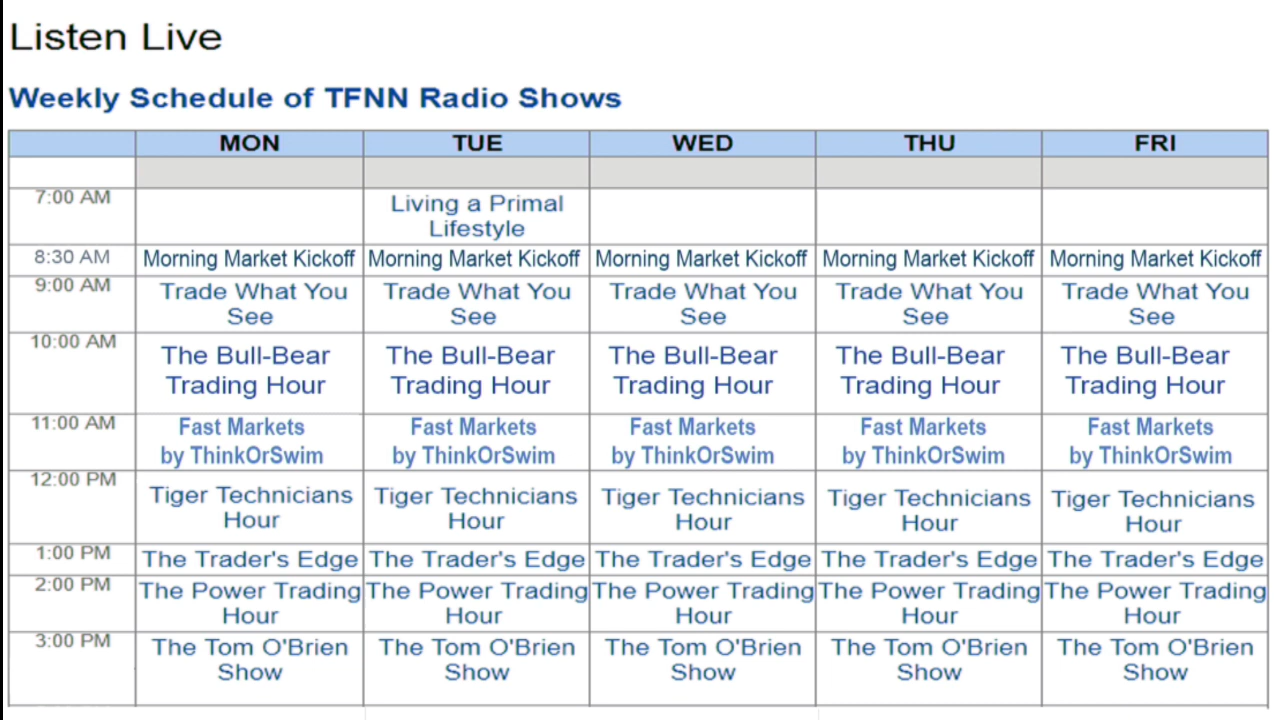 Listen Live
Weekly Schedule of TFNN Radio Shows
MON TUE WED THU FRI
7:00 AM
Living a Primal
Lifestyle
8:30 AM Morning Market Kickoff Morning Market Kickoff Morning Market Kickoff Morning Market Kickoff Morning Market Kickoff
9:00 AM
Trade What You Trade What You Trade What You Trade What You Trade What You
See See See See See
10:00 AM
The Bull-Bear The Bull-Bear The Bull-Bear The Bull-Bear The Bull-Bear
Trading Hour Trading Hour Trading Hour Trading Hour Trading Hour
11:00 AM
Fast Markets Fast Markets Fast Markets Fast Markets Fast Markets
by ThinkOrSwim by ThinkOrSwim by ThinkOrSwim by ThinkOrSwim by ThinkOrSwim
12:00 PM
Tiger Technicians Tiger Technicians Tiger Technicians Tiger Technicians Tiger Technicians
Hour Hour Hour Hour Hour
1:00 PM The Trader's Edge The Trader's Edge The Trader's Edge The Trader's Edge The Trader's Edge
2:00 PM
The Power Trading The Power Trading The Power Trading The Power Trading The Power Trading
Hour Hour Hour Hour Hour
3:00 PM
The Tom O'Brien The Tom O'Brien The Tom O'Brien The Tom O'Brien The Tom O'Brien
Show Show Show Show Show